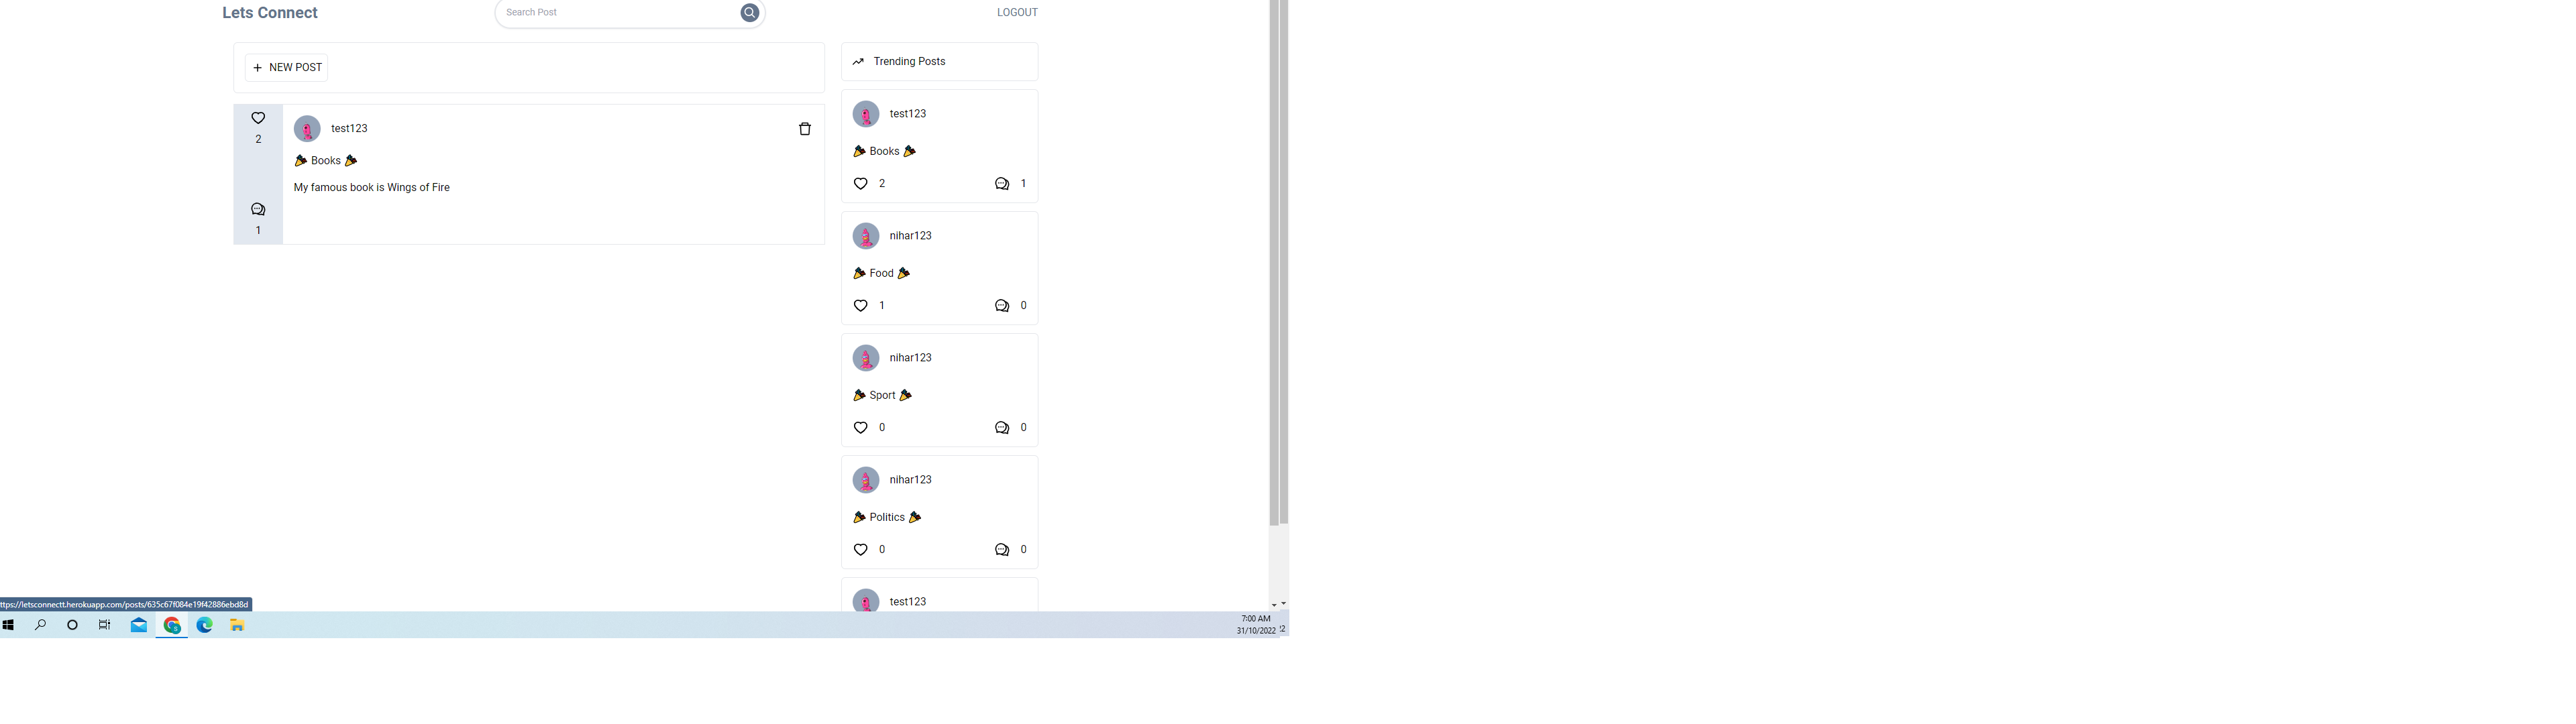 Lets Connect
Search Post
LOGOUT
NEW POST
2
test123
Books
My famous book is Wings of Fire
1
Trending Posts
test123
Books
2 1
nihar123
Food
1 0
nihar123
Sport
0 0
nihar123
Politics
0 0
test123
ttps://letsconnectt.herokuapp.com/posts/635c67f084e19f42886ebd8d
7:00 AM
31/10/2022